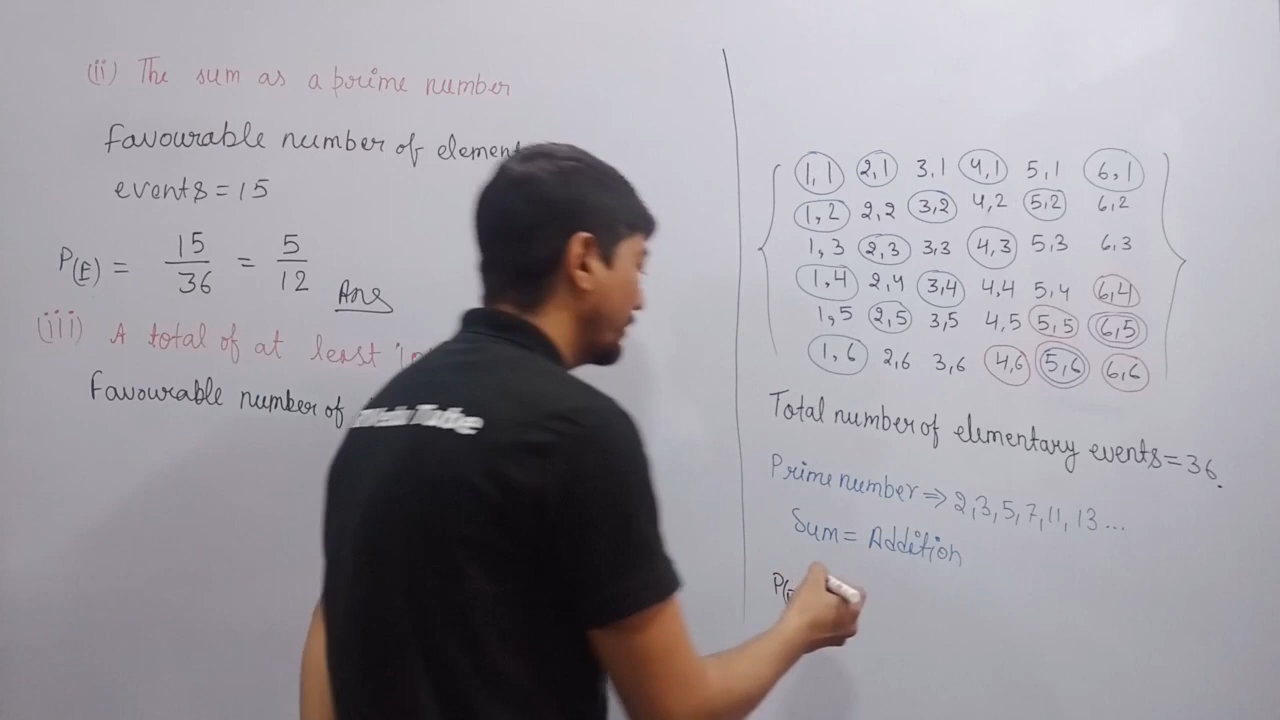 (ii) The sum as a prime number
Favourable number of
events = 15
P(E) = 15/36 = 5/12 Ans
(iii) A total of at least
Favourable number of
1,1 2,1 3,1 4,1 5,1 6,1
1,2 2,2 3,2 4,2 5,2 6,2
1,3 2,3 3,3 4,3 5,3 6,3
1,4 2,4 3,4 4,4 5,4 6,4
1,5 2,5 3,5 4,5 5,5 6,5
1,6 2,6 3,6 4,6 5,6 6,6
Total number of elementary events = 36.
Prime number ⇒ 2,3,5,7,11,13...
Sum = Addition